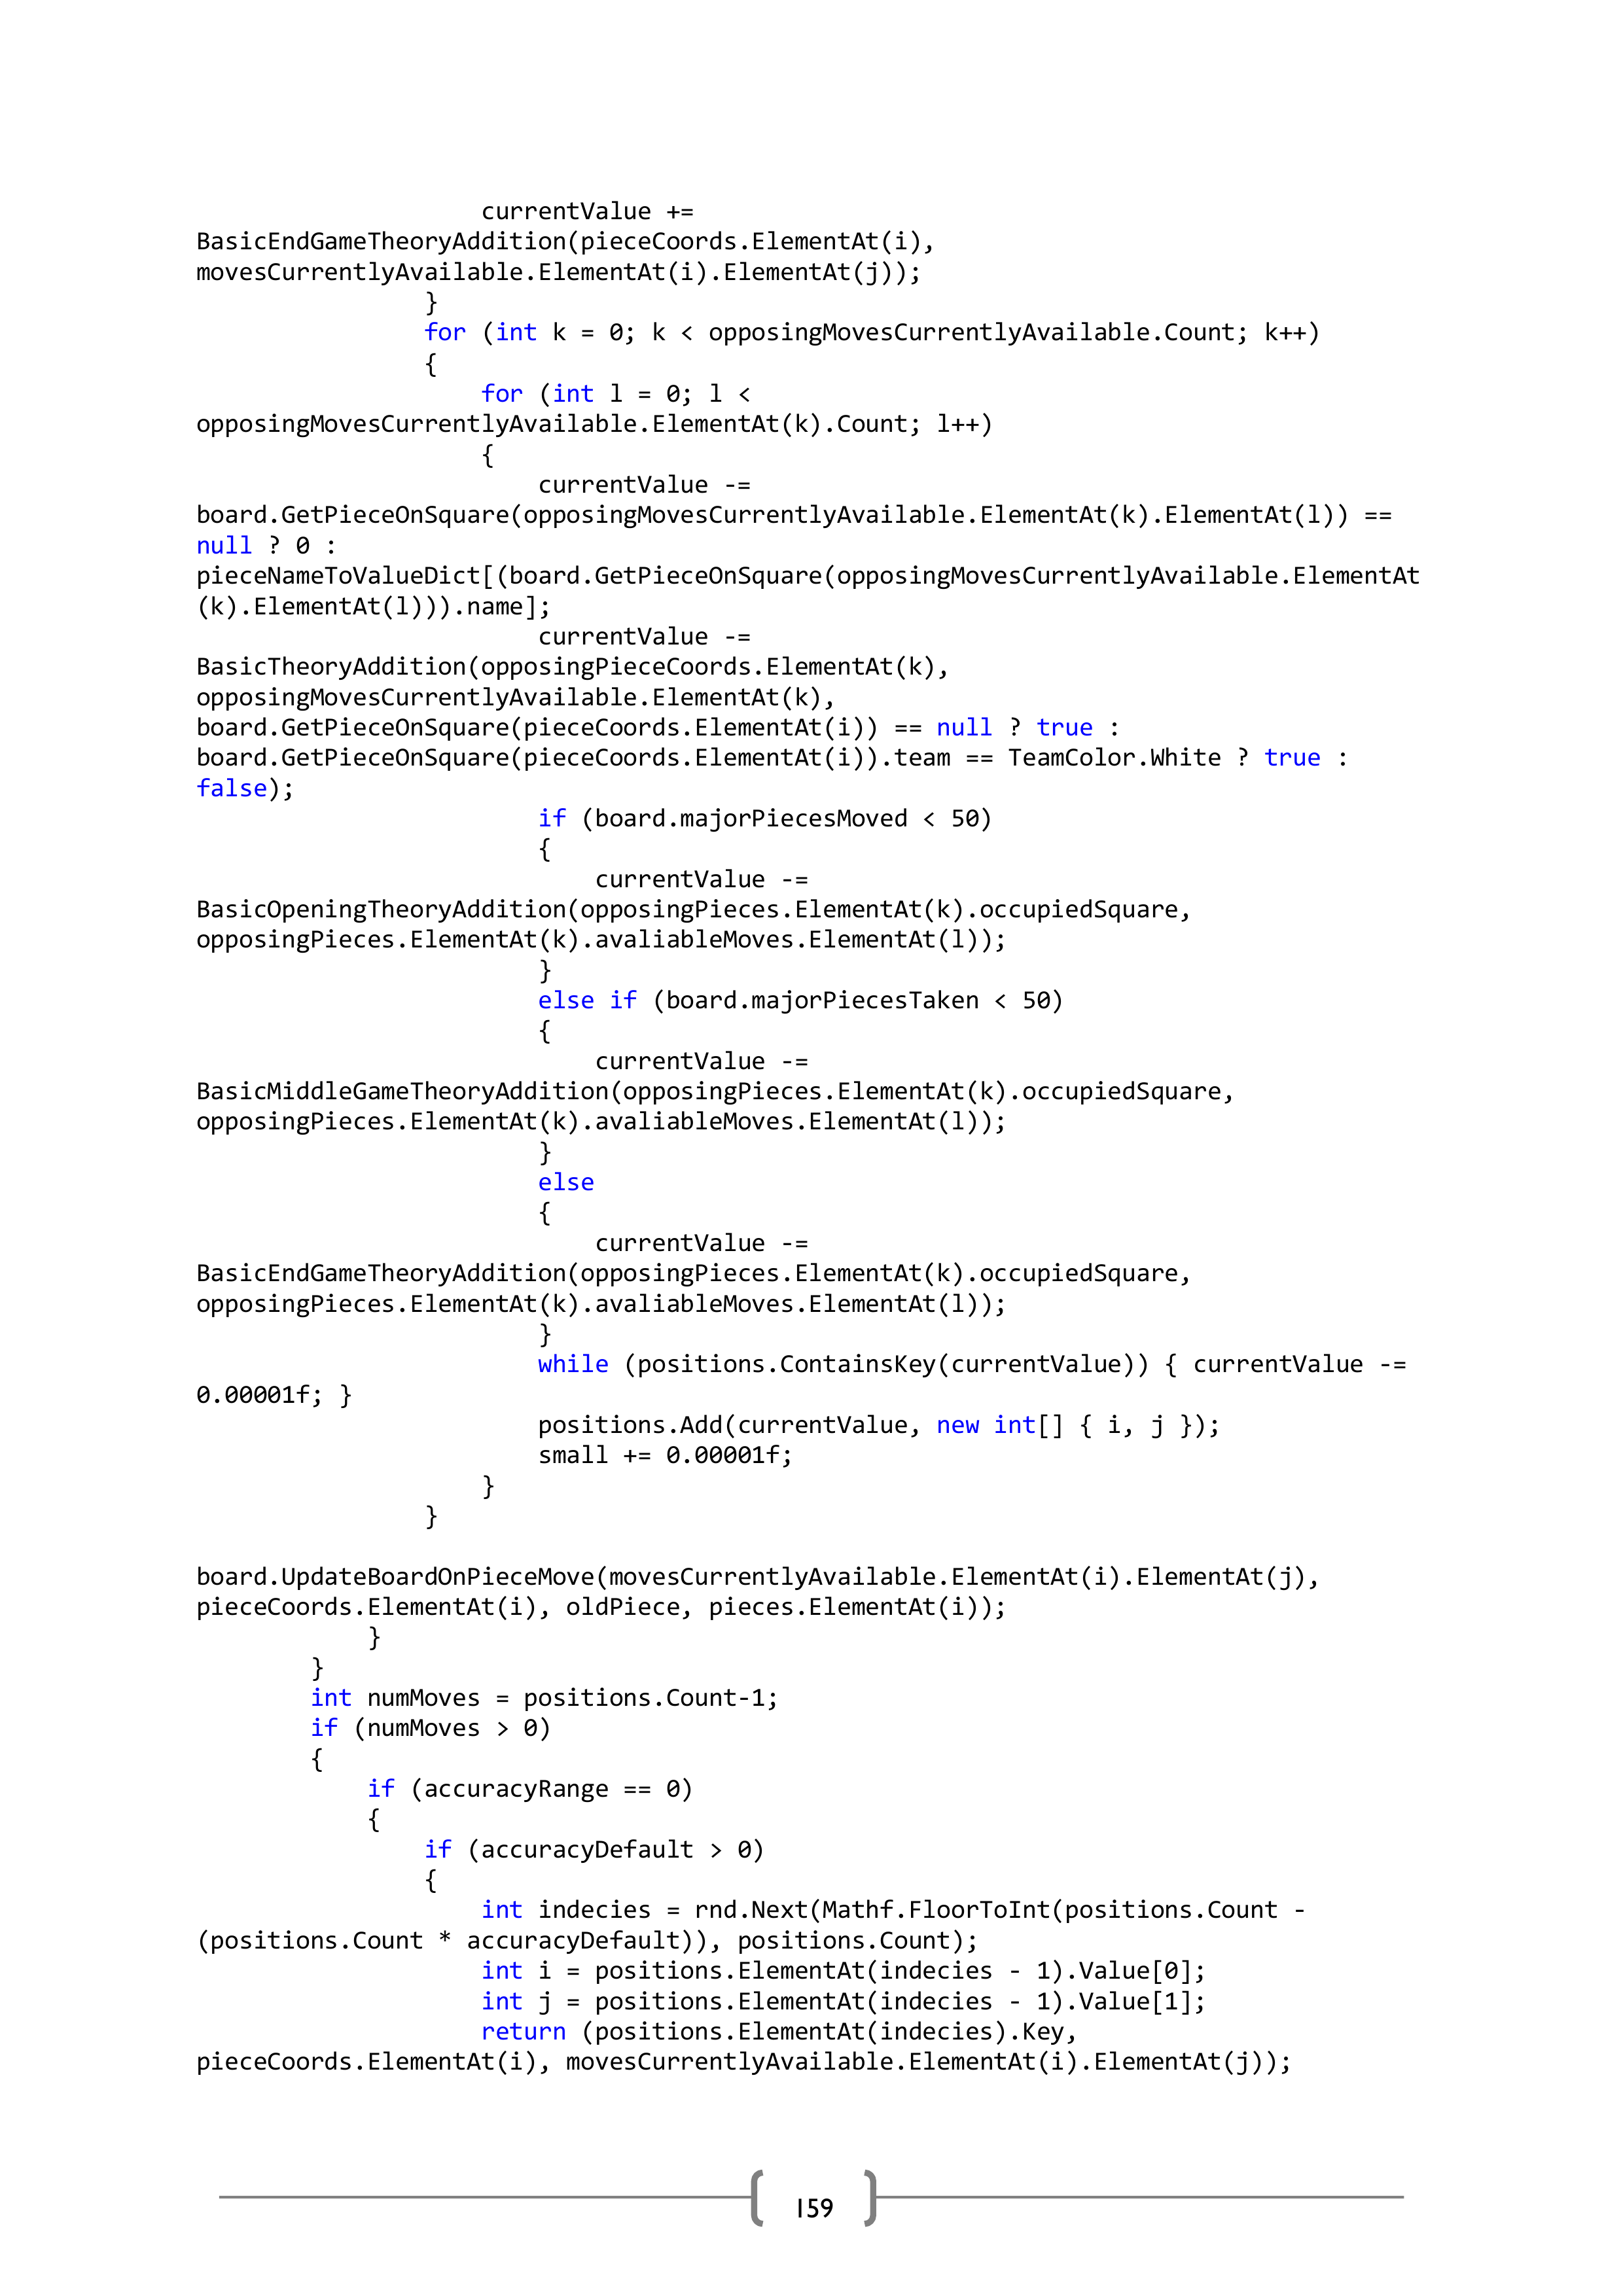 currentValue +=
BasicEndGameTheoryAddition(pieceCoords.ElementAt(i),
movesCurrentlyAvailable.ElementAt(i).ElementAt(j));
}
for (int k = 0; k < opposingMovesCurrentlyAvailable.Count; k++)
{
for (int l = 0; l <
opposingMovesCurrentlyAvailable.ElementAt(k).Count; l++)
{
currentValue -=
board.GetPieceOnSquare(opposingMovesCurrentlyAvailable.ElementAt(k).ElementAt(l)) ==
null ? 0 :
pieceNameToValueDict[(board.GetPieceOnSquare(opposingMovesCurrentlyAvailable.ElementAt
(k).ElementAt(l))).name];
currentValue -=
BasicTheoryAddition(opposingPieceCoords.ElementAt(k),
opposingMovesCurrentlyAvailable.ElementAt(k),
board.GetPieceOnSquare(pieceCoords.ElementAt(i)) == null ? true :
board.GetPieceOnSquare(pieceCoords.ElementAt(i)).team == TeamColor.White ? true :
false);
if (board.majorPiecesMoved < 50)
{
currentValue -=
BasicOpeningTheoryAddition(opposingPieces.ElementAt(k).occupiedSquare,
opposingPieces.ElementAt(k).avaliableMoves.ElementAt(l));
}
else if (board.majorPiecesTaken < 50)
{
currentValue -=
BasicMiddleGameTheoryAddition(opposingPieces.ElementAt(k).occupiedSquare,
opposingPieces.ElementAt(k).avaliableMoves.ElementAt(l));
}
else
{
currentValue -=
BasicEndGameTheoryAddition(opposingPieces.ElementAt(k).occupiedSquare,
opposingPieces.ElementAt(k).avaliableMoves.ElementAt(l));
}
while (positions.ContainsKey(currentValue)) { currentValue -=
0.00001f; }
positions.Add(currentValue, new int[] { i, j });
small += 0.00001f;
}
}
board.UpdateBoardOnPieceMove(movesCurrentlyAvailable.ElementAt(i).ElementAt(j),
pieceCoords.ElementAt(i), oldPiece, pieces.ElementAt(i));
}
}
int numMoves = positions.Count-1;
if (numMoves > 0)
{
if (accuracyRange == 0)
{
if (accuracyDefault > 0)
{
int indecies = rnd.Next(Mathf.FloorToInt(positions.Count -
(positions.Count * accuracyDefault)), positions.Count);
int i = positions.ElementAt(indecies - 1).Value[0];
int j = positions.ElementAt(indecies - 1).Value[1];
return (positions.ElementAt(indecies).Key,
pieceCoords.ElementAt(i), movesCurrentlyAvailable.ElementAt(i).ElementAt(j));
159